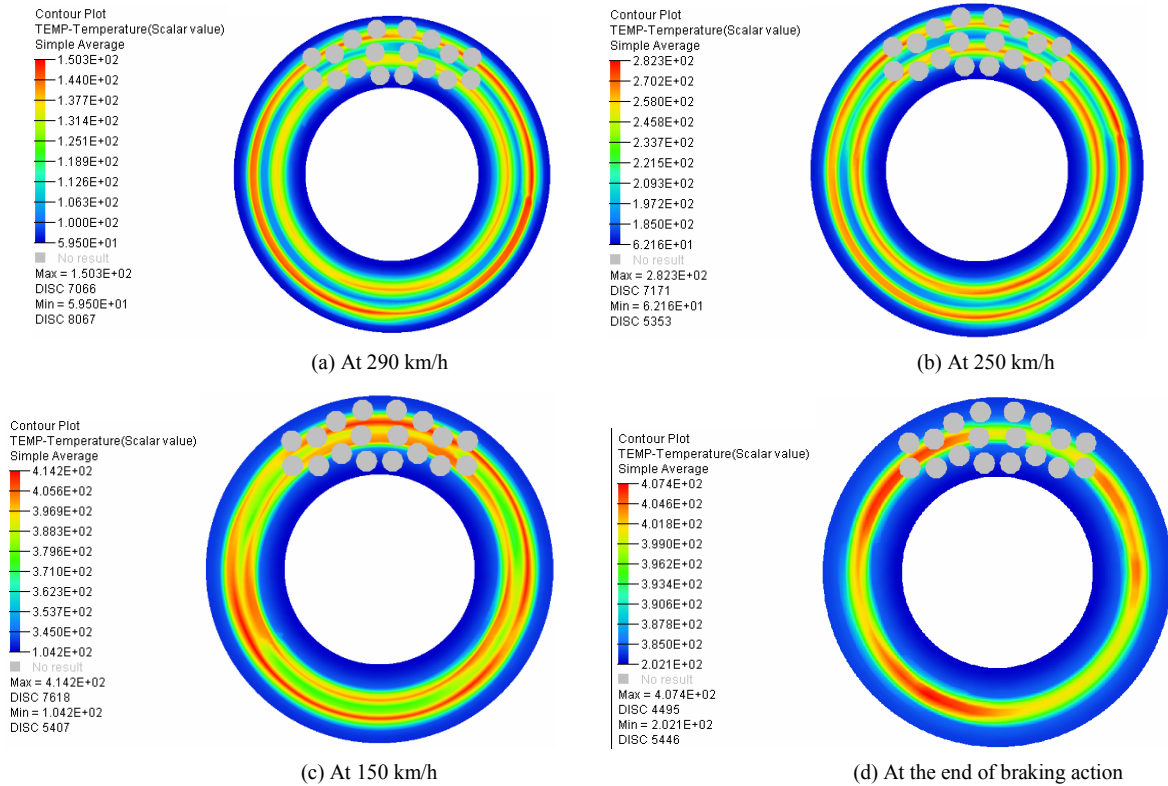 Contour Plot
TEMP-Temperature(Scalar value)
Simple Average
1.503E+02
1.440E+02
1.377E+02
1.314E+02
1.251E+02
1.189E+02
1.126E+02
1.063E+02
1.000E+02
5.950E+01
No result
Max = 1.503E+02
DISC 7066
Min = 5.950E+01
DISC 8067
(a) At 290 km/h
Contour Plot
TEMP-Temperature(Scalar value)
Simple Average
2.823E+02
2.702E+02
2.580E+02
2.458E+02
2.337E+02
2.215E+02
2.093E+02
1.972E+02
1.850E+02
6.216E+01
No result
Max = 2.823E+02
DISC 7171
Min = 6.216E+01
DISC 5353
(b) At 250 km/h
Contour Plot
TEMP-Temperature(Scalar value)
Simple Average
4.142E+02
4.056E+02
3.969E+02
3.883E+02
3.796E+02
3.710E+02
3.623E+02
3.537E+02
3.450E+02
1.042E+02
No result
Max = 4.142E+02
DISC 7618
Min = 1.042E+02
DISC 5407
(c) At 150 km/h
Contour Plot
TEMP-Temperature(Scalar value)
Simple Average
4.074E+02
4.046E+02
4.018E+02
3.990E+02
3.962E+02
3.934E+02
3.906E+02
3.878E+02
3.850E+02
2.021E+02
No result
Max = 4.074E+02
DISC 4495
Min = 2.021E+02
DISC 5446
(d) At the end of braking action